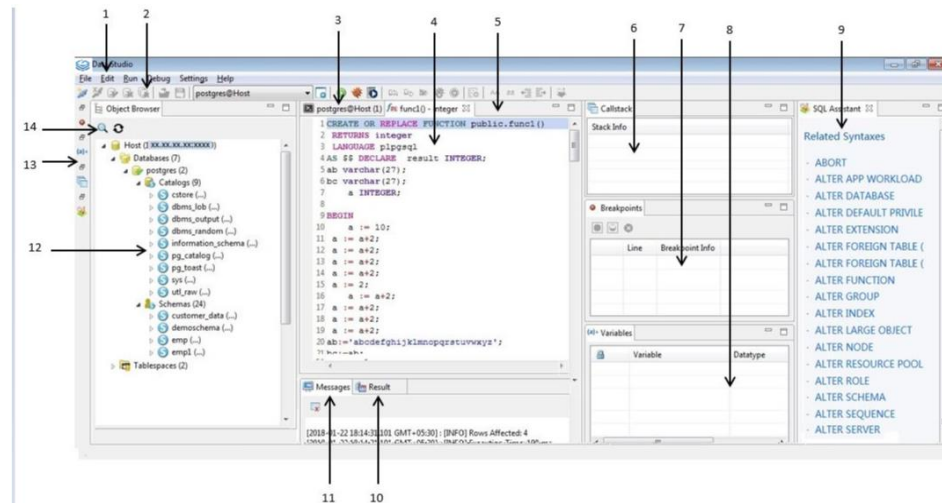 1 2 3 4 5 6 7 8 9
Data Studio
File Edit Run Debug Settings Help
postgres@Host
Object Browser
postgres@Host (1) func1() - integer
Callstack
SQL Assistant
14
Host (XX.XX.XX.XX:XXXX)
Databases (7)
postgres (2)
Catalogs (9)
cstore (...)
dbms_lob (...)
dbms_output (...)
dbms_random (...)
information_schema (...)
pg_catalog (...)
pg_toast (...)
sys (...)
utl_raw (...)
Schemas (24)
customer_data (...)
demoschema (...)
emp (...)
emp1 (...)
Tablespaces (2)
13
12
1 CREATE OR REPLACE FUNCTION public.func1()
2 RETURNS integer
3 LANGUAGE plpgsql
4 AS $$ DECLARE result INTEGER;
5 ab varchar(27);
6 bc varchar(27);
7 a INTEGER;
8
9 BEGIN
10 a := 10;
11 a := a+2;
12 a := a+2;
13 a := a+2;
14 a := a+2;
15 a := 2;
16 a := a+2;
17 a := a+2;
18 a := a+2;
19 a := a+2;
20 ab:='abcdefghijklmnopqrstuvwxyz';
bc:=ab;
Messages Result
[2018-01-22 18:14:31.101 GMT+05:30] : [INFO] Rows Affected: 4
11 10
Stack Info
Breakpoints
Line Breakpoint Info
Variables
Variable Datatype
Related Syntaxes
ABORT
ALTER APP WORKLOAD
ALTER DATABASE
ALTER DEFAULT PRIVILE
ALTER EXTENSION
ALTER FOREIGN TABLE (
ALTER FOREIGN TABLE (
ALTER FUNCTION
ALTER GROUP
ALTER INDEX
ALTER LARGE OBJECT
ALTER NODE
ALTER RESOURCE POOL
ALTER ROLE
ALTER SCHEMA
ALTER SEQUENCE
ALTER SERVER